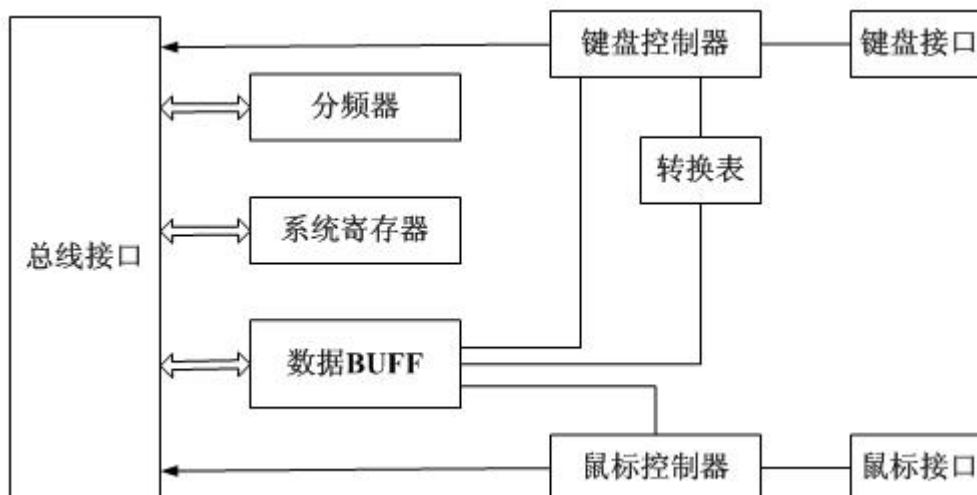 键盘控制器
键盘接口
分频器
转换表
系统寄存器
总线接口
数据BUFF
鼠标控制器
鼠标接口